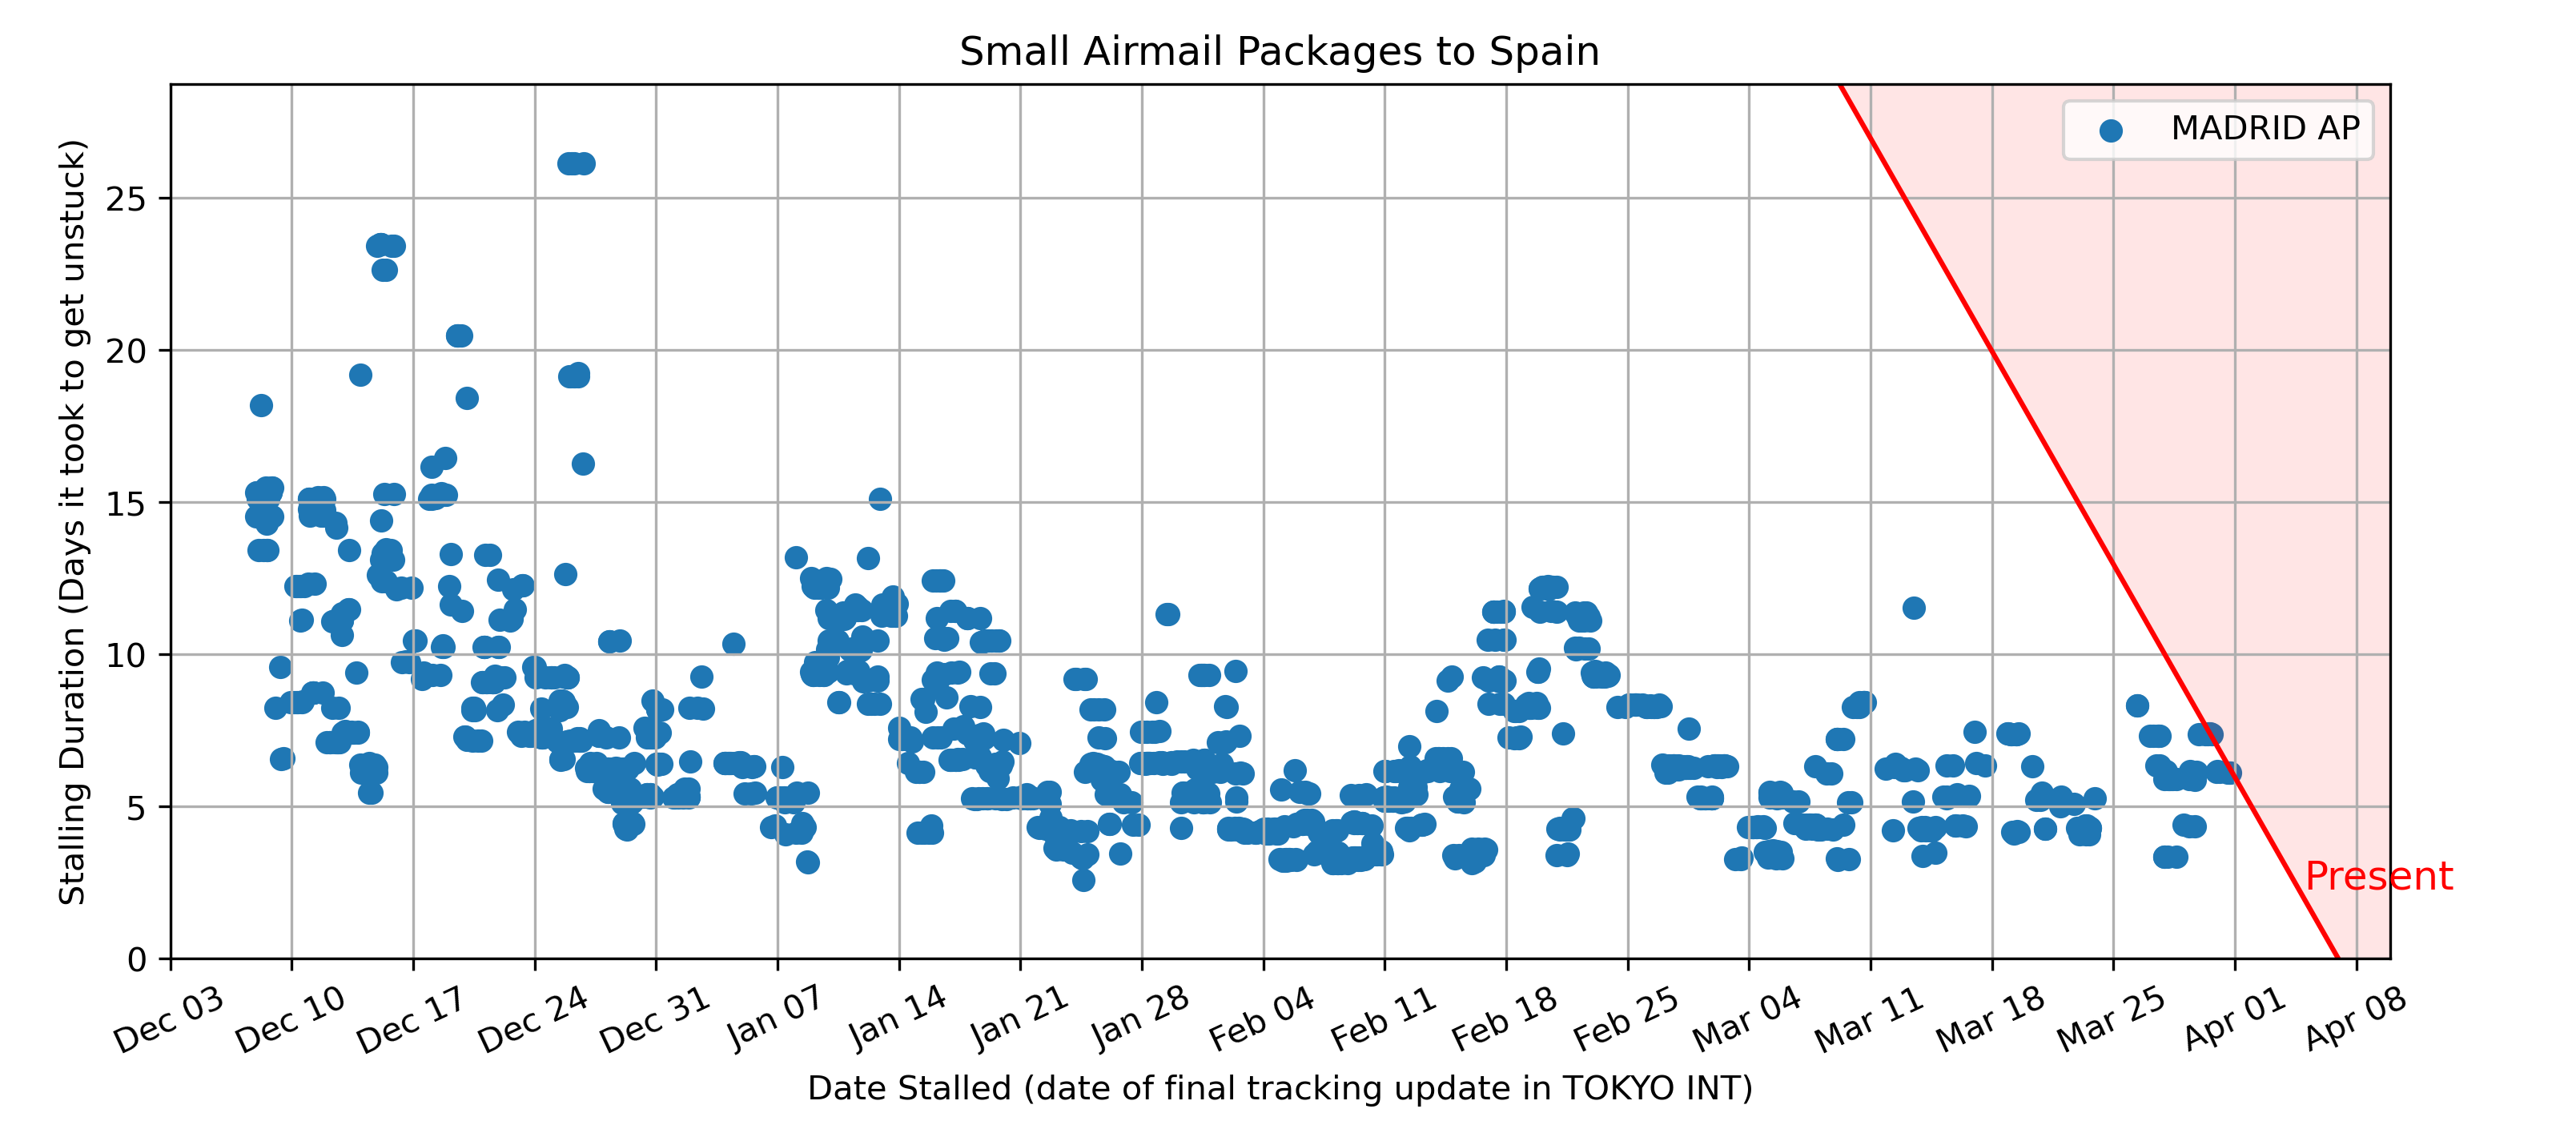 Small Airmail Packages to Spain
MADRID AP
Stalling Duration (Days it took to get unstuck)
25
20
15
10
5
0
Present
Dec 03
Dec 10
Dec 17
Dec 24
Dec 31
Jan 07
Jan 14
Jan 21
Jan 28
Feb 04
Feb 11
Feb 18
Feb 25
Mar 04
Mar 11
Mar 18
Mar 25
Apr 01
Apr 08
Date Stalled (date of final tracking update in TOKYO INT)